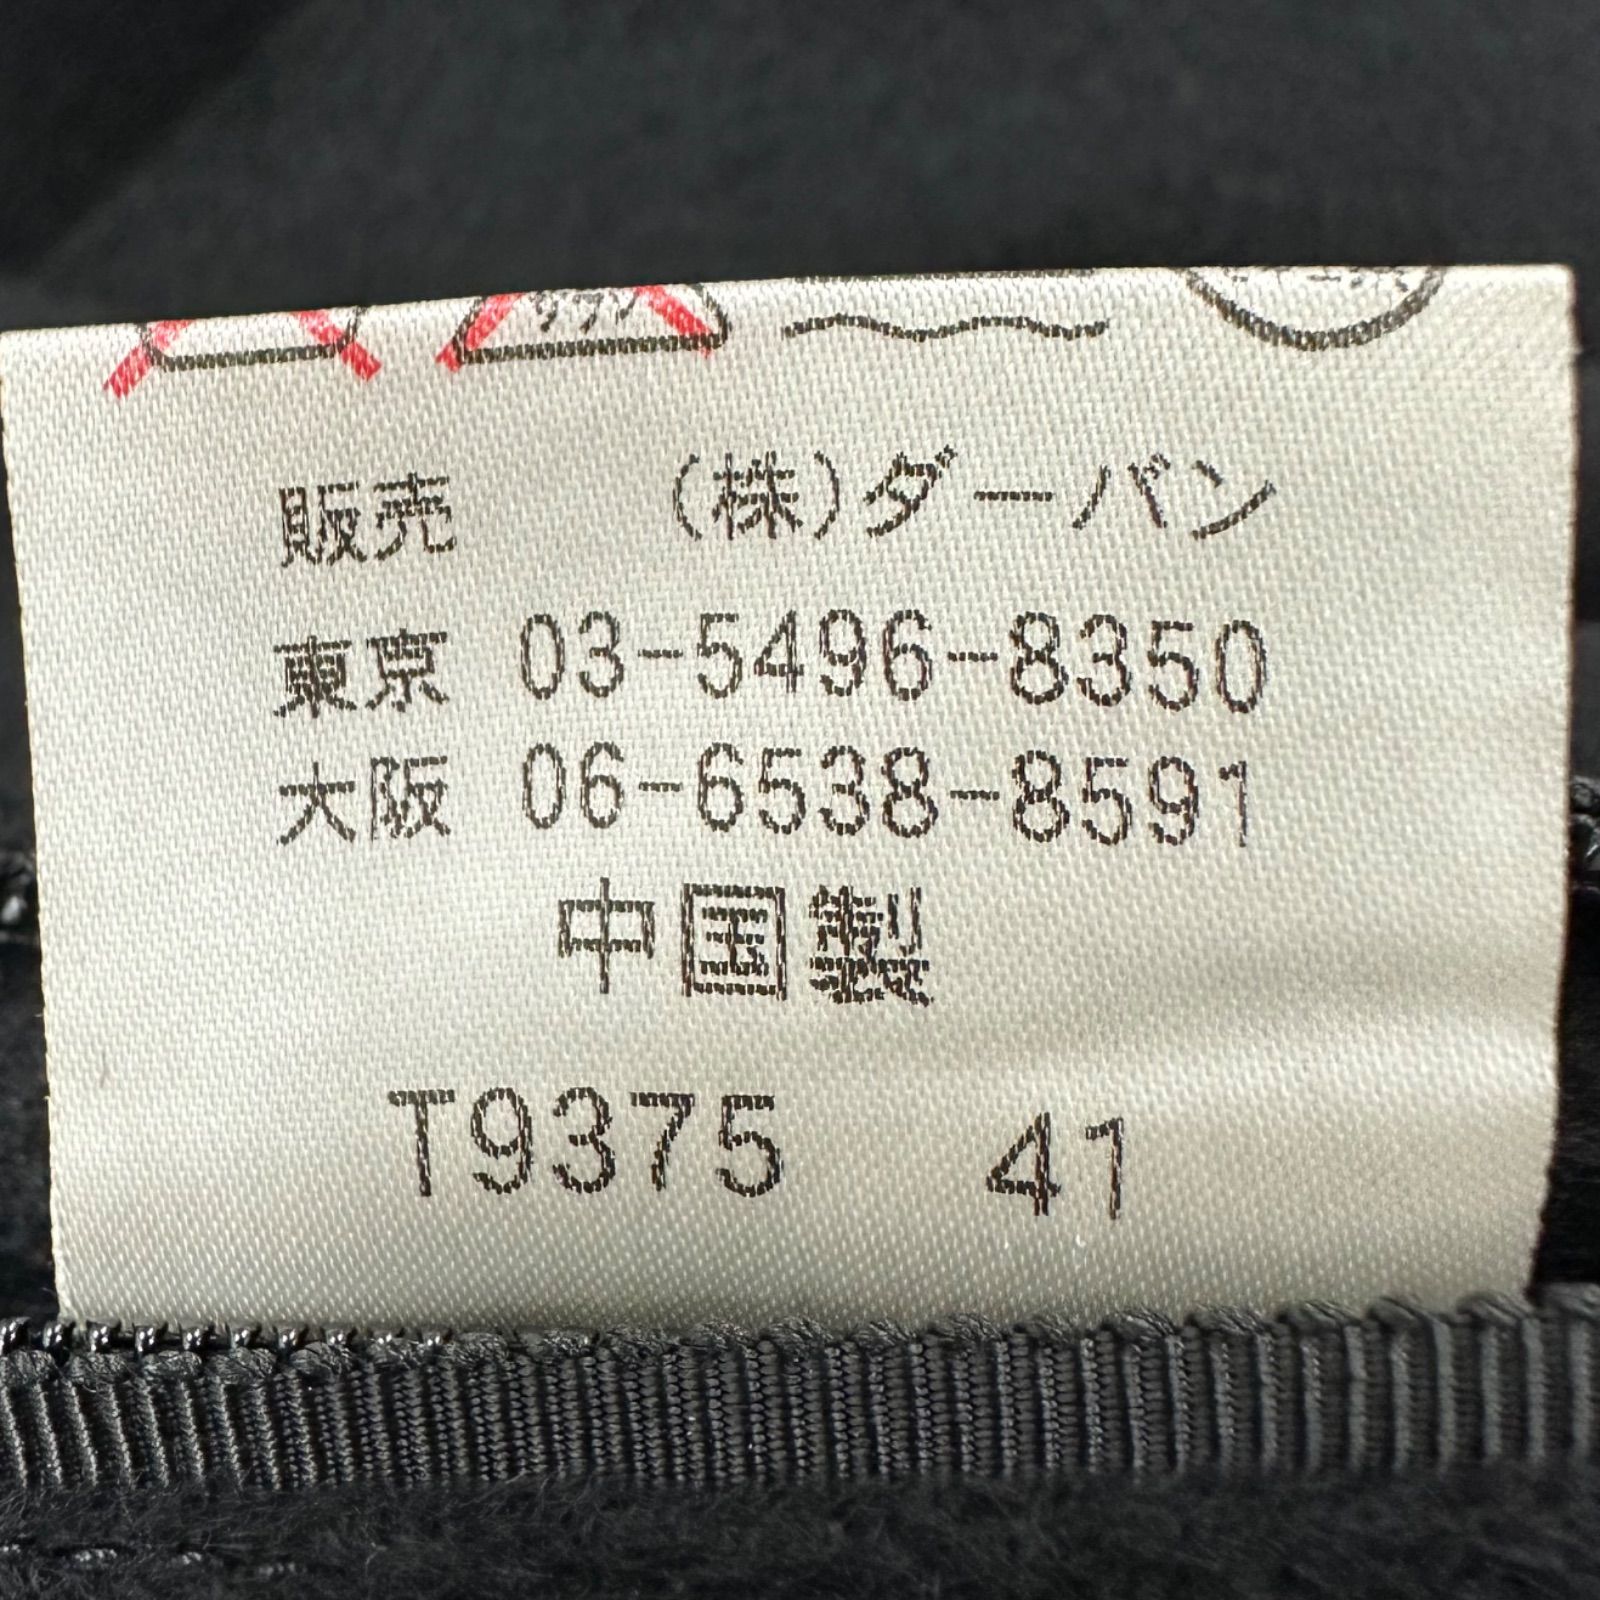 販売 (株)ダーバン
東京 03-5496-8350
大阪 06-6538-8591
中国製
T9375 41